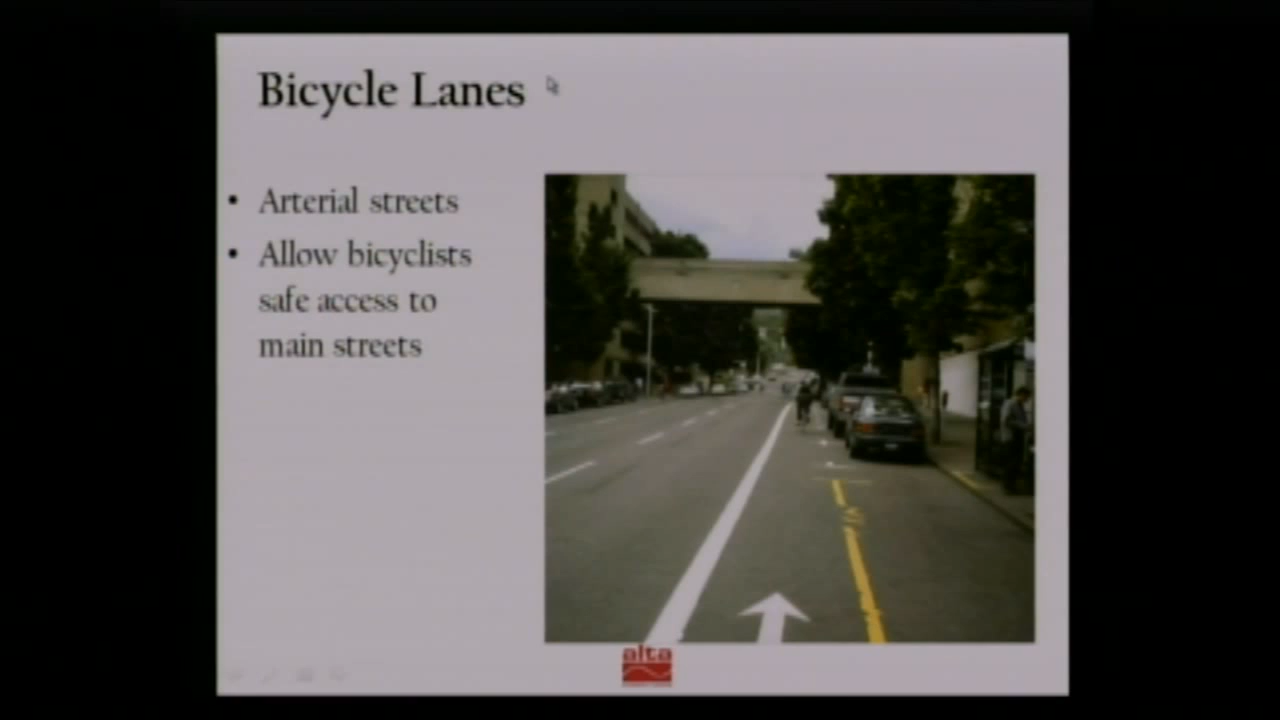 Bicycle Lanes
• Arterial streets
• Allow bicyclists
safe access to
main streets
alta